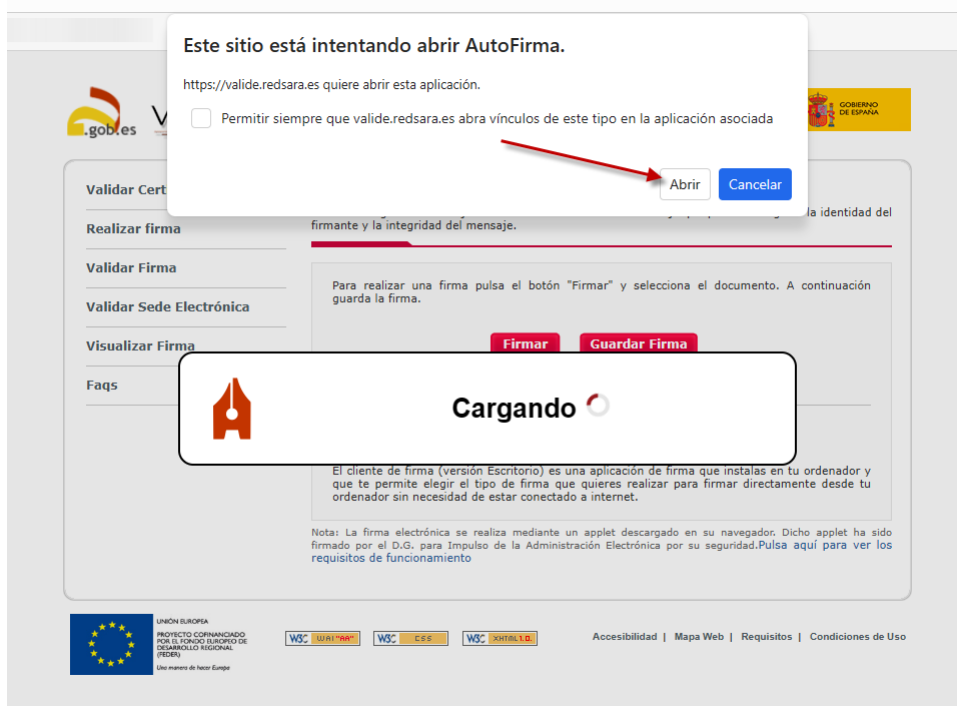 Este sitio está intentando abrir AutoFirma.
https://valide.redsara.es quiere abrir esta aplicación.
Permitir siempre que valide.redsara.es abra vínculos de este tipo en la aplicación asociada
Abrir
Cancelar
.gob.es
V
GOBIERNO
DE ESPAÑA
Validar Cert
Realizar firma
Validar Firma
Validar Sede Electrónica
Visualizar Firma
Faqs
la identidad del
firmante y la integridad del mensaje.
Para realizar una firma pulsa el botón "Firmar" y selecciona el documento. A continuación
guarda la firma.
Firmar
Guardar Firma
Cargando
El cliente de firma (versión Escritorio) es una aplicación de firma que instalas en tu ordenador y
que te permite elegir el tipo de firma que quieres realizar para firmar directamente desde tu
ordenador sin necesidad de estar conectado a internet.
Nota: La firma electrónica se realiza mediante un applet descargado en su navegador. Dicho applet ha sido
firmado por el D.G. para Impulso de la Administración Electrónica por su seguridad.Pulsa aquí para ver los
requisitos de funcionamiento
UNIÓN EUROPEA
PROYECTO COFINANCIADO
POR EL FONDO EUROPEO DE
DESARROLLO REGIONAL
(FEDER)
Una manera de hacer Europa
W3C WAI "AA"
W3C CSS
W3C XHTML 1.0
Accesibilidad | Mapa Web | Requisitos | Condiciones de Uso